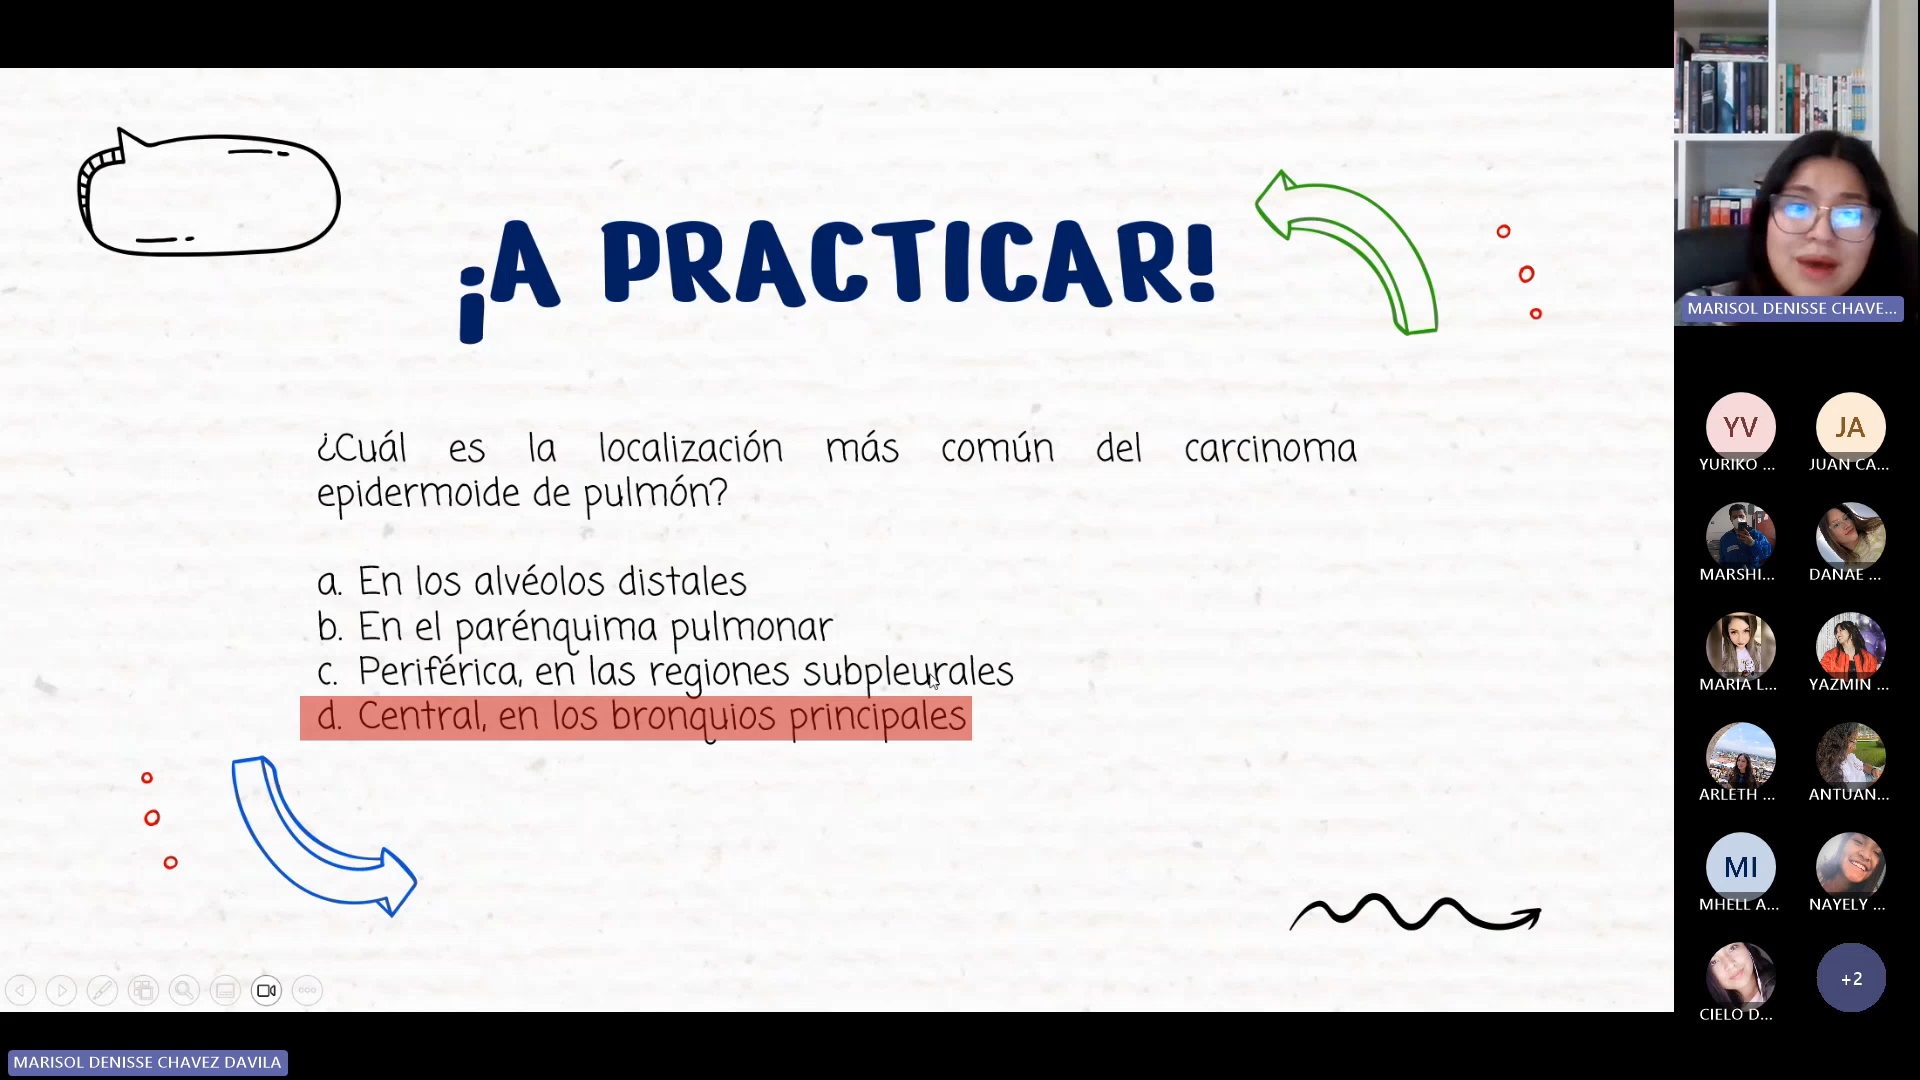 ¡A PRACTICAR!
¿Cuál es la localización más común del carcinoma
epidermoide de pulmón?
a. En los alvéolos distales
b. En el parénquima pulmonar
c. Periférica, en las regiones subpleurales
d. Central, en los bronquios principales
MARISOL DENISSE CHAVEZ DAVILA
MARISOL DENISSE CHAVE...
YV
YURIKO ...
JA
JUAN CA...
MARSHI...
DANAE ...
MARIA L...
YAZMIN ...
ARLETH ...
ANTUAN...
MI
MHELL A...
NAYELY ...
CIELO D...
+2